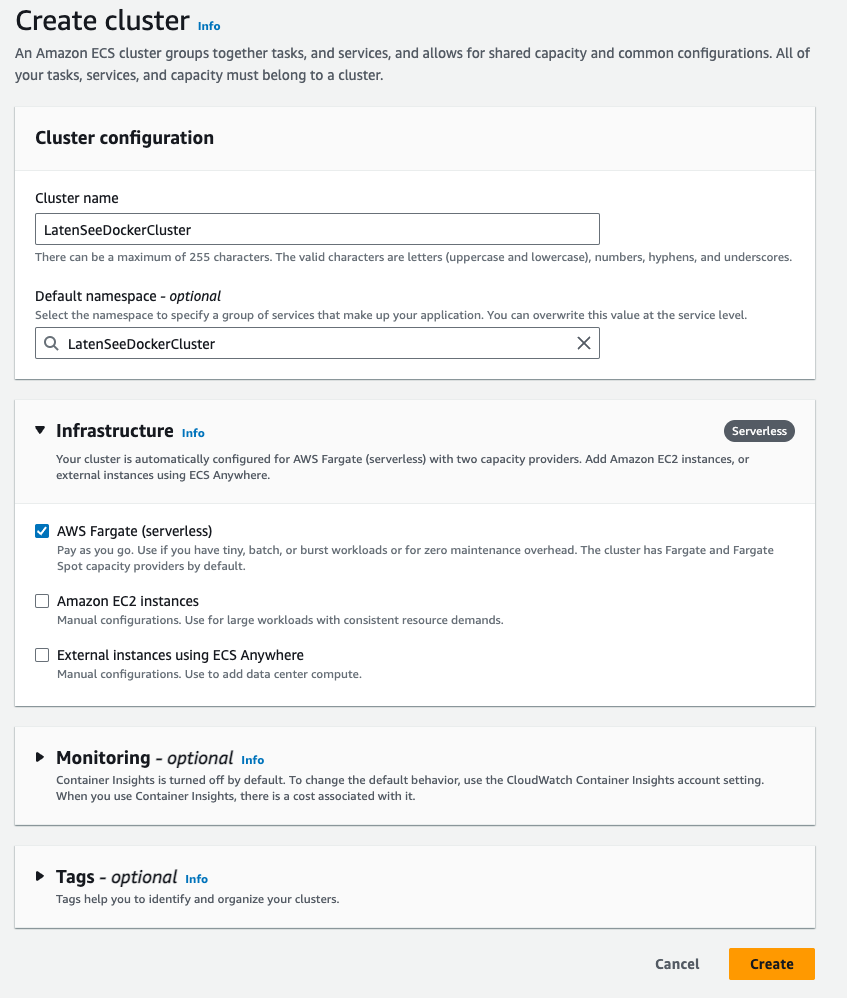 Create cluster Info
An Amazon ECS cluster groups together tasks, and services, and allows for shared capacity and common configurations. All of
your tasks, services, and capacity must belong to a cluster.
Cluster configuration
Cluster name
LatenSeeDockerCluster
There can be a maximum of 255 characters. The valid characters are letters (uppercase and lowercase), numbers, hyphens, and underscores.
Default namespace - optional
Select the namespace to specify a group of services that make up your application. You can overwrite this value at the service level.
LatenSeeDockerCluster
Infrastructure Info Serverless
Your cluster is automatically configured for AWS Fargate (serverless) with two capacity providers. Add Amazon EC2 instances, or
external instances using ECS Anywhere.
AWS Fargate (serverless)
Pay as you go. Use if you have tiny, batch, or burst workloads or for zero maintenance overhead. The cluster has Fargate and Fargate
Spot capacity providers by default.
Amazon EC2 instances
Manual configurations. Use for large workloads with consistent resource demands.
External instances using ECS Anywhere
Manual configurations. Use to add data center compute.
Monitoring - optional Info
Container Insights is turned off by default. To change the default behavior, use the CloudWatch Container Insights account setting.
When you use Container Insights, there is a cost associated with it.
Tags - optional Info
Tags help you to identify and organize your clusters.
Cancel Create